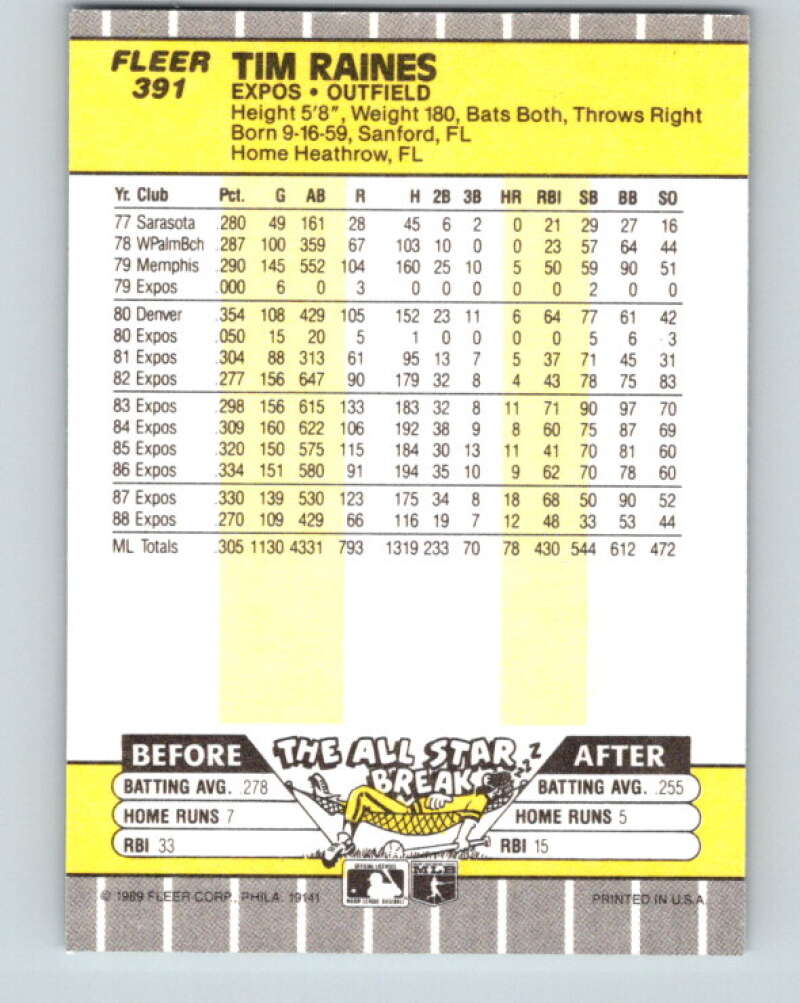 FLEER 391
TIM RAINES
EXPOS • OUTFIELD
Height 5'8", Weight 180, Bats Both, Throws Right
Born 9-16-59, Sanford, FL
Home Heathrow, FL
Yr. Club Pct. G AB R H 2B 3B HR RBI SB BB SO
77 Sarasota .280 49 161 28 45 6 2 0 21 29 27 16
78 WPalmBch .287 100 359 67 103 10 0 0 23 57 64 44
79 Memphis .290 145 552 104 160 25 10 5 50 59 90 51
79 Expos .000 6 0 3 0 0 0 0 0 2 0 0
80 Denver .354 108 429 105 152 23 11 6 64 77 61 42
80 Expos .050 15 20 5 1 0 0 0 0 5 6 3
81 Expos .304 88 313 61 95 13 7 5 37 71 45 31
82 Expos .277 156 647 90 179 32 8 4 43 78 75 83
83 Expos .298 156 615 133 183 32 8 11 71 90 97 70
84 Expos .309 160 622 106 192 38 9 8 60 75 87 69
85 Expos .320 150 575 115 184 30 13 11 41 70 81 60
86 Expos .334 151 580 91 194 35 10 9 62 70 78 60
87 Expos .330 139 530 123 175 34 8 18 68 50 90 52
88 Expos .270 109 429 66 116 19 7 12 48 33 53 44
ML Totals .305 1130 4331 793 1319 233 70 78 430 544 612 472
BEFORE THE ALL STAR BREAK ZZZ AFTER
BATTING AVG. .278 BATTING AVG. .255
HOME RUNS 7 HOME RUNS 5
RBI 33 RBI 15
OFFICIAL LICENSEE
MAJOR LEAGUE BASEBALL
MLB
© 1989 FLEER CORP., PHILA. 19141 PRINTED IN U.S.A.